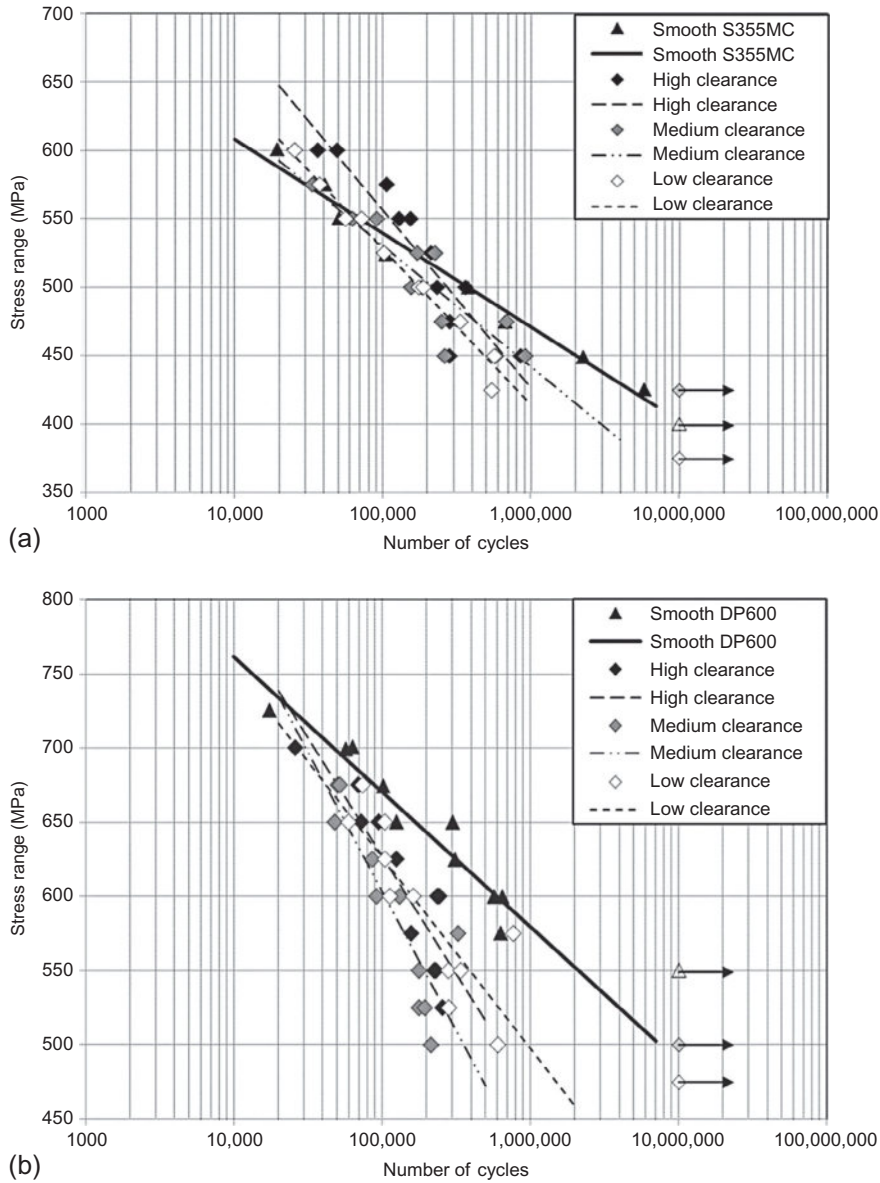 700
650
600
550
500
450
400
350
Stress range (MPa)
1000
10,000
100,000
1,000,000
10,000,000
100,000,000
Number of cycles
Smooth S355MC
Smooth S355MC
High clearance
High clearance
Medium clearance
Medium clearance
Low clearance
Low clearance
(a)
800
750
700
650
600
550
500
450
Stress range (MPa)
1000
10,000
100,000
1,000,000
10,000,000
100,000,000
Number of cycles
Smooth DP600
Smooth DP600
High clearance
High clearance
Medium clearance
Medium clearance
Low clearance
Low clearance
(b)